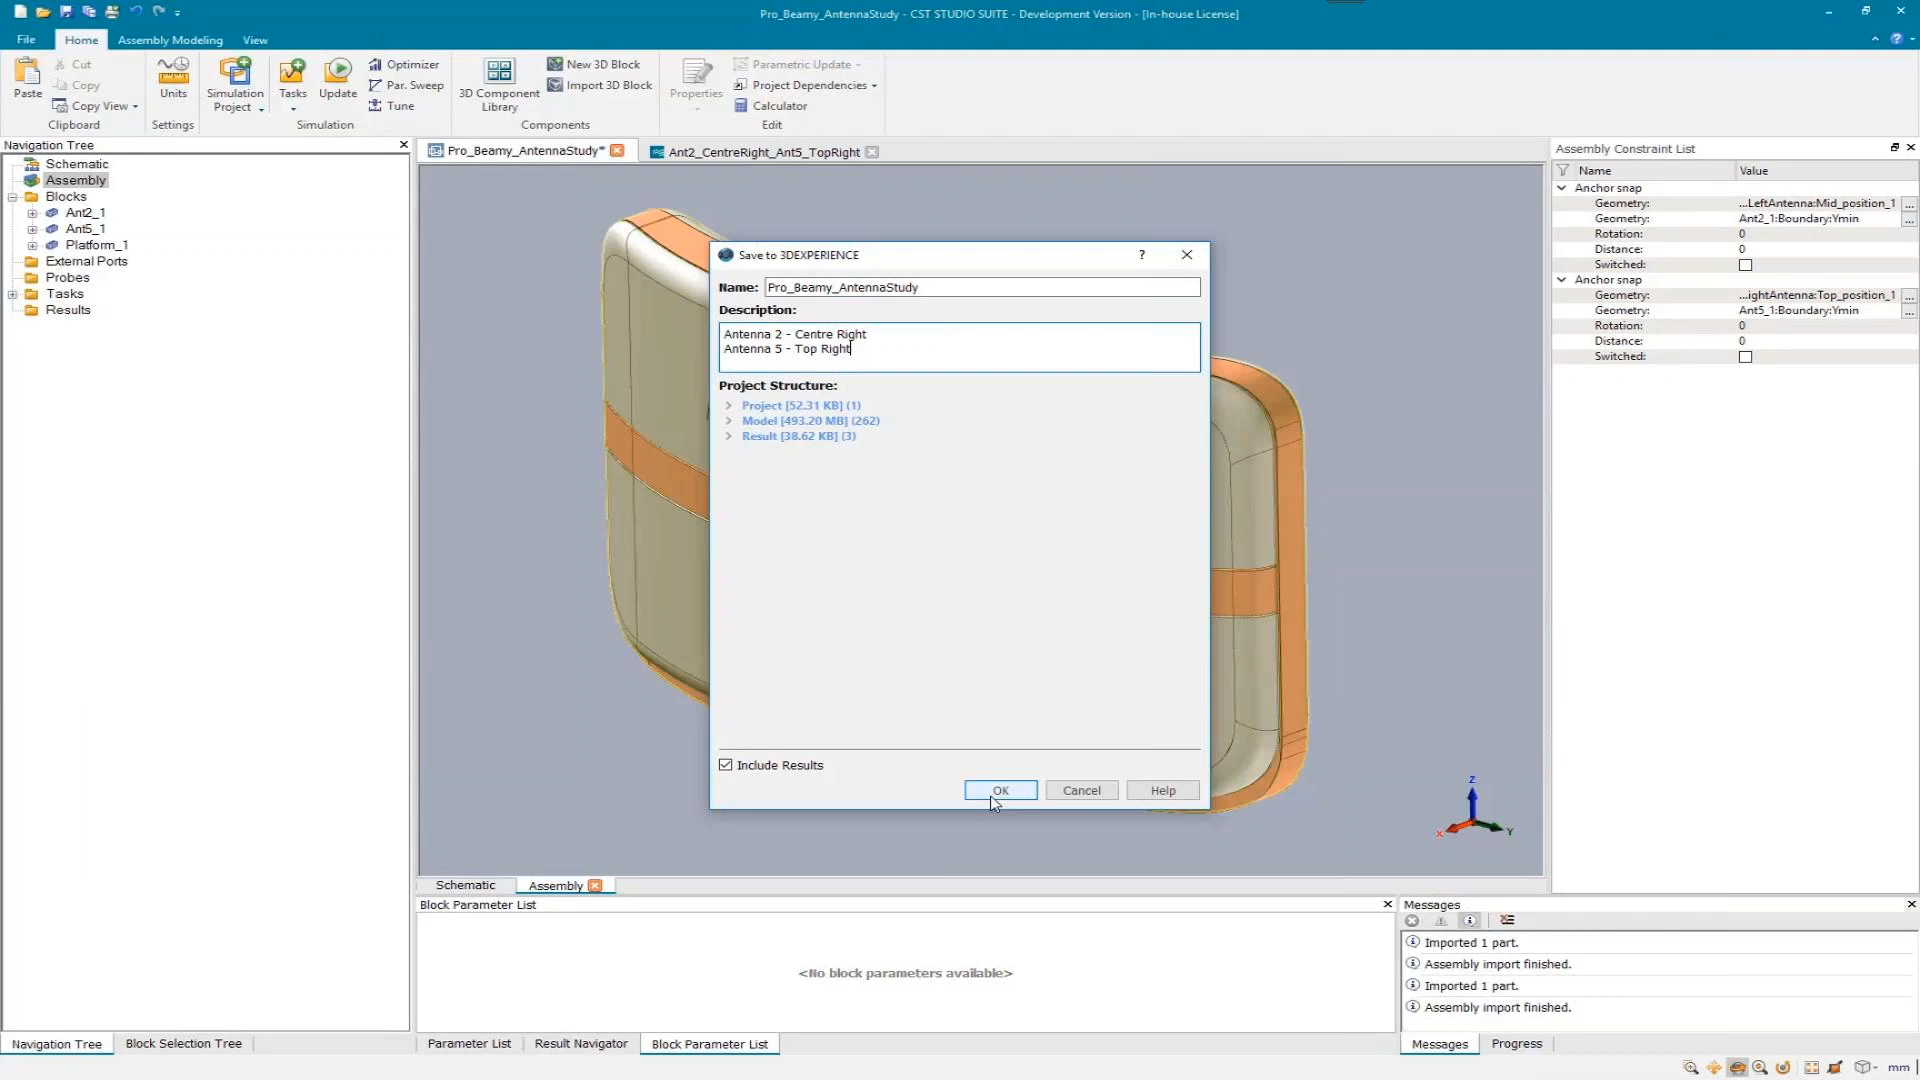 Pro_Beamy_AntennaStudy - CST STUDIO SUITE - Development Version - [In-house License]
File
Home
Assembly Modeling
View
Paste
Cut
Copy
Copy View
Clipboard
Units
Settings
Simulation
Project
Tasks
Update
Optimizer
Par. Sweep
Tune
Simulation
3D Component
Library
New 3D Block
Import 3D Block
Components
Properties
Parametric Update
Project Dependencies
Calculator
Edit
Navigation Tree
Schematic
Assembly
Blocks
Ant2_1
Ant5_1
Platform_1
External Ports
Probes
Tasks
Results
Pro_Beamy_AntennaStudy*
Ant2_CentreRight_Ant5_TopRight
Save to 3DEXPERIENCE
?
Name: Pro_Beamy_AntennaStudy
Description:
Antenna 2 - Centre Right
Antenna 5 - Top Right
Project Structure:
Project [52.31 KB] (1)
Model [493.20 MB] (262)
Result [38.62 KB] (3)
Include Results
OK
Cancel
Help
z
x
Y
Assembly Constraint List
Name Value
Anchor snap
Geometry: ...LeftAntenna:Mid_position_1 ...
Geometry: Ant2_1:Boundary:Ymin ...
Rotation: 0
Distance: 0
Switched:
Anchor snap
Geometry: ...ightAntenna:Top_position_1 ...
Geometry: Ant5_1:Boundary:Ymin ...
Rotation: 0
Distance: 0
Switched:
Schematic
Assembly
Block Parameter List
<No block parameters available>
Messages
Imported 1 part.
Assembly import finished.
Imported 1 part.
Assembly import finished.
Navigation Tree
Block Selection Tree
Parameter List
Result Navigator
Block Parameter List
Messages
Progress
mm